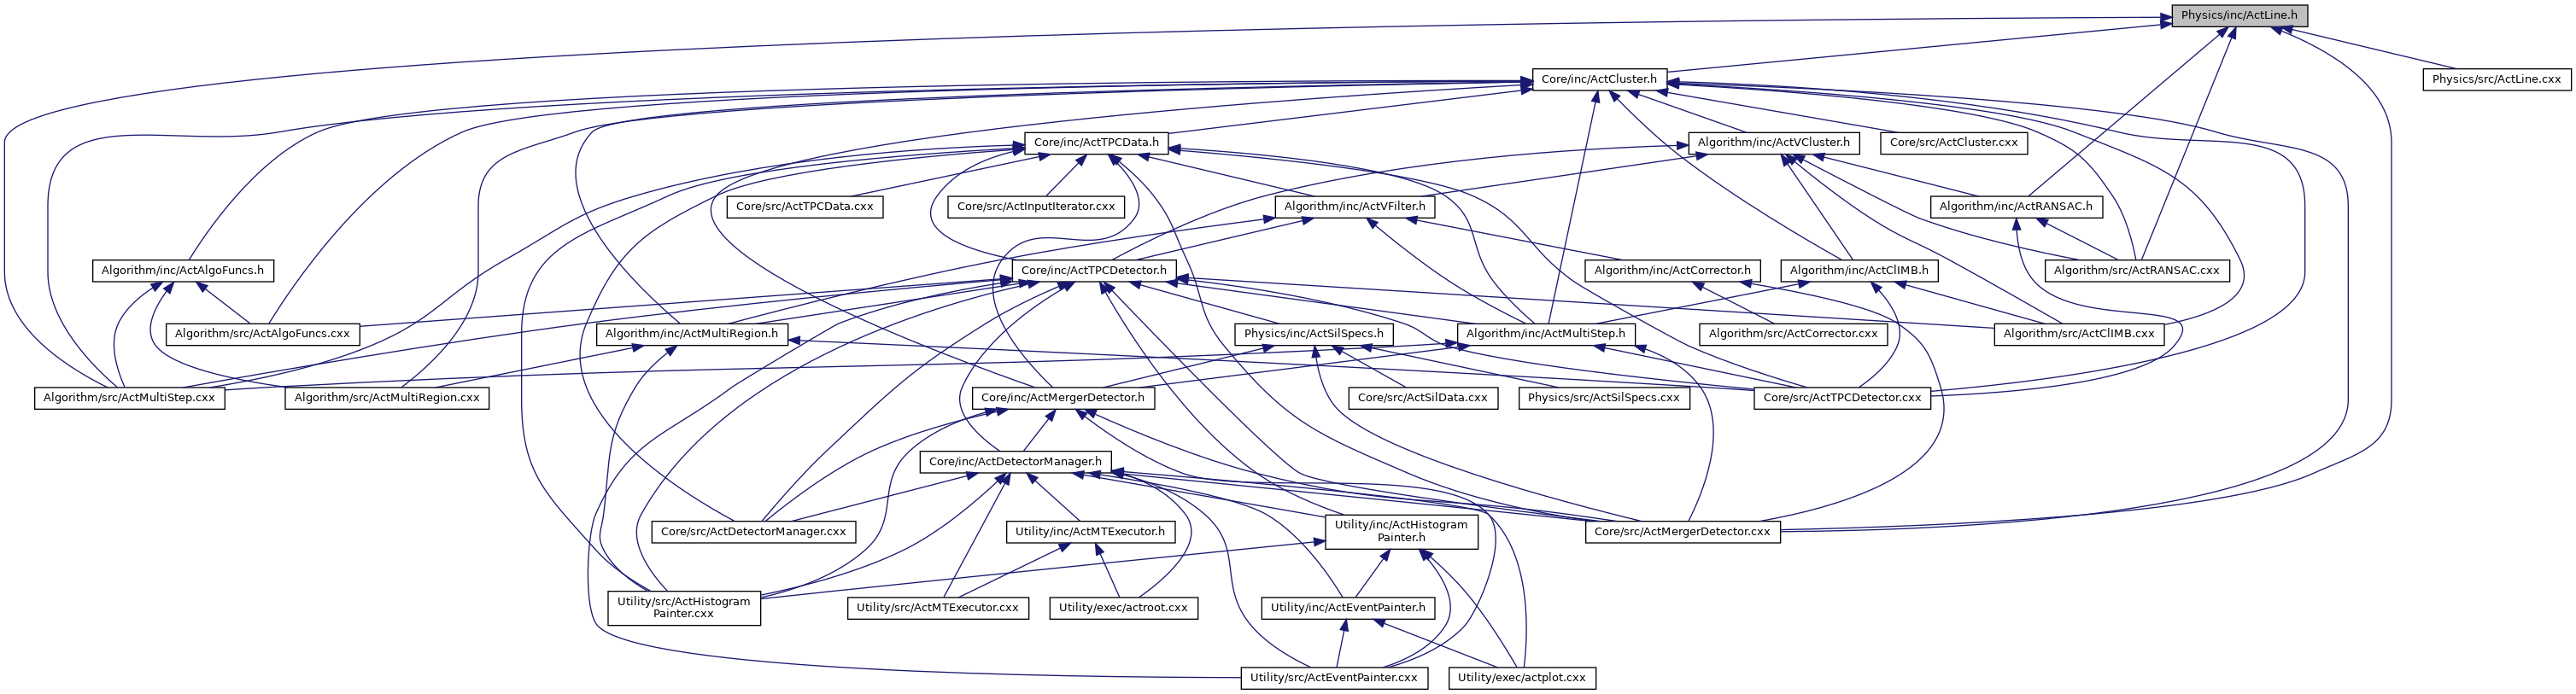 Physics/inc/ActLine.h
Core/inc/ActCluster.h
Physics/src/ActLine.cxx
Core/inc/ActTPCData.h
Algorithm/inc/ActVCluster.h
Core/src/ActCluster.cxx
Core/src/ActTPCData.cxx
Core/src/ActInputIterator.cxx
Algorithm/inc/ActVFilter.h
Algorithm/inc/ActRANSAC.h
Algorithm/inc/ActAlgoFuncs.h
Core/inc/ActTPCDetector.h
Algorithm/inc/ActCorrector.h
Algorithm/inc/ActClIMB.h
Algorithm/src/ActRANSAC.cxx
Algorithm/src/ActAlgoFuncs.cxx
Algorithm/inc/ActMultiRegion.h
Physics/inc/ActSilSpecs.h
Algorithm/inc/ActMultiStep.h
Algorithm/src/ActCorrector.cxx
Algorithm/src/ActClIMB.cxx
Algorithm/src/ActMultiStep.cxx
Algorithm/src/ActMultiRegion.cxx
Core/inc/ActMergerDetector.h
Core/src/ActSilData.cxx
Physics/src/ActSilSpecs.cxx
Core/src/ActTPCDetector.cxx
Core/inc/ActDetectorManager.h
Core/src/ActDetectorManager.cxx
Utility/inc/ActMTExecutor.h
Utility/inc/ActHistogram
Painter.h
Core/src/ActMergerDetector.cxx
Utility/src/ActHistogram
Painter.cxx
Utility/src/ActMTExecutor.cxx
Utility/exec/actroot.cxx
Utility/inc/ActEventPainter.h
Utility/src/ActEventPainter.cxx
Utility/exec/actplot.cxx